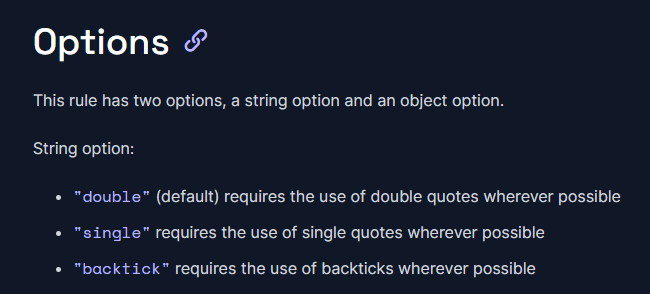 Options
This rule has two options, a string option and an object option.
String option:
• "double" (default) requires the use of double quotes wherever possible
• "single" requires the use of single quotes wherever possible
• "backtick" requires the use of backticks wherever possible